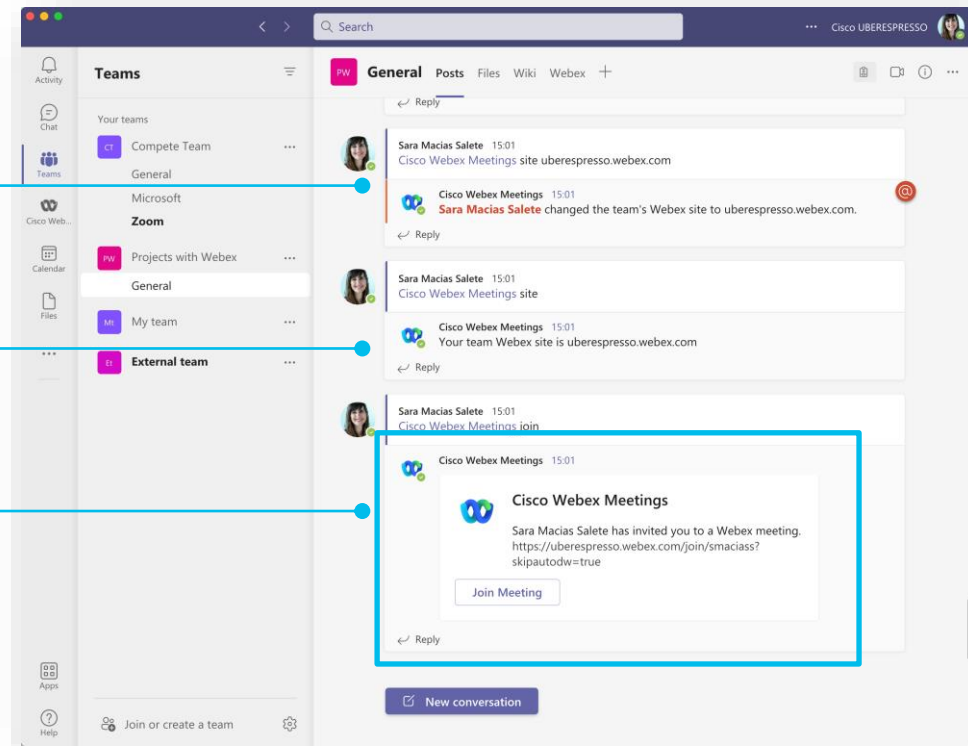 Search
Cisco UBERESPRESSO
Activity
Chat
Teams
Cisco Web...
Calendar
Files
Apps
Help
Teams
Your teams
CT Compete Team
General
Microsoft
Zoom
PW Projects with Webex
General
Mt My team
Et External team
Join or create a team
PW General Posts Files Wiki Webex
Reply
Sara Macias Salete 15:01
Cisco Webex Meetings site uberespresso.webex.com
Cisco Webex Meetings 15:01
@
Sara Macias Salete changed the team's Webex site to uberespresso.webex.com.
Reply
Sara Macias Salete 15:01
Cisco Webex Meetings site
Cisco Webex Meetings 15:01
Your team Webex site is uberespresso.webex.com
Reply
Sara Macias Salete 15:01
Cisco Webex Meetings join
Cisco Webex Meetings 15:01
Cisco Webex Meetings
Sara Macias Salete has invited you to a Webex meeting.
https://uberespresso.webex.com/join/smaciass?
skipautodw=true
Join Meeting
Reply
New conversation